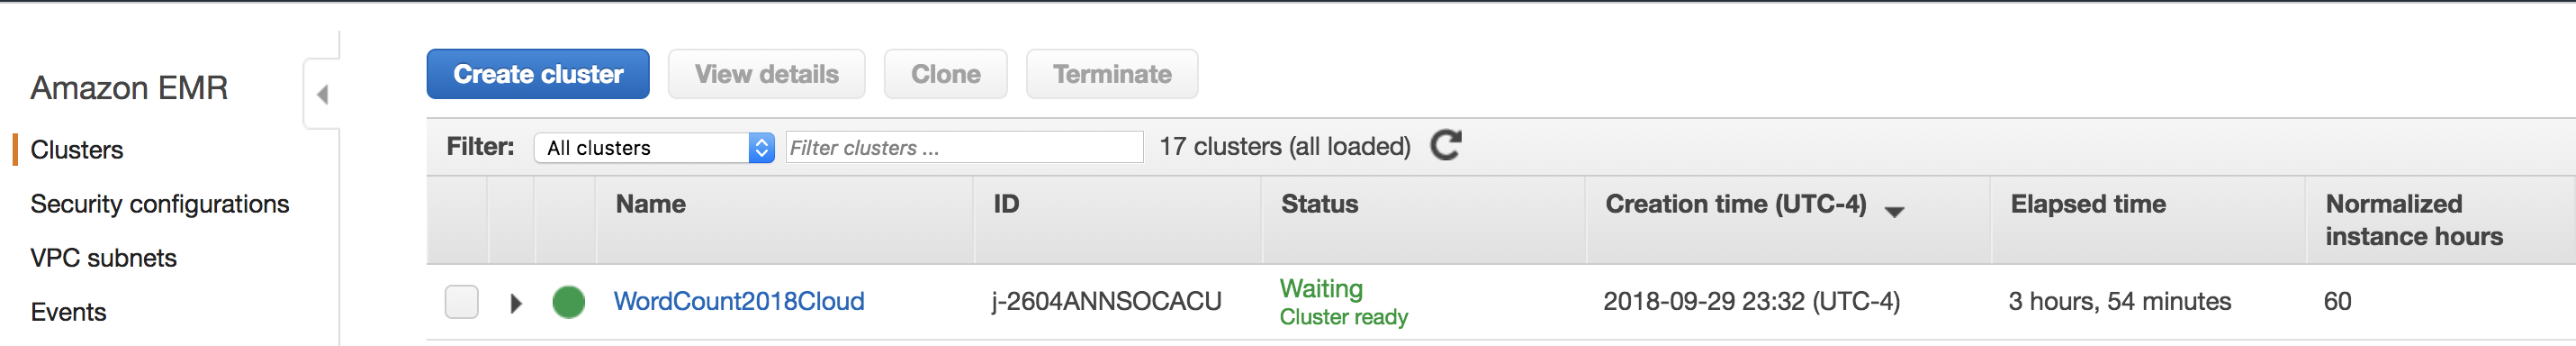 Amazon EMR
Clusters
Security configurations
VPC subnets
Events
Create cluster View details Clone Terminate
Filter: All clusters Filter clusters ... 17 clusters (all loaded)
Name ID Status Creation time (UTC-4) Elapsed time Normalized instance hours
WordCount2018Cloud j-2604ANNSOCACU Waiting 2018-09-29 23:32 (UTC-4) 3 hours, 54 minutes 60
Cluster ready